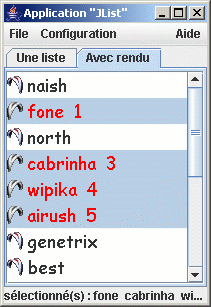 Application "JList"
File Configuration Aide
Une liste Avec rendu
naish
fone 1
north
cabrinha 3
wipika 4
airush 5
genetrix
best
sélectionné(s) : fone cabrinha wi...